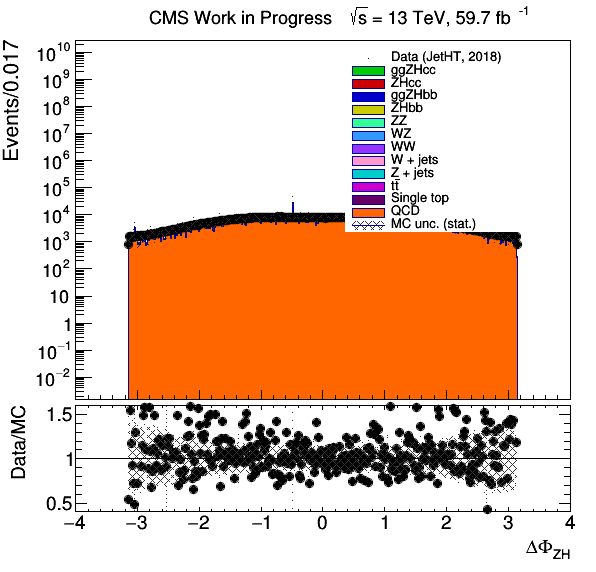 CMS Work in Progress √s = 13 TeV, 59.7 fb⁻¹
Events/0.017
10¹⁰
10⁹
10⁸
10⁷
10⁶
10⁵
10⁴
10³
10²
10
1
10⁻¹
10⁻²
Data (JetHT, 2018)
ggZHcc
ZHcc
ggZHbb
ZHbb
ZZ
WZ
WW
W + jets
Z + jets
tt̄
Single top
QCD
MC unc. (stat.)
Data/MC
1.5
1
0.5
−4 −3 −2 −1 0 1 2 3 4
ΔΦ_ZH